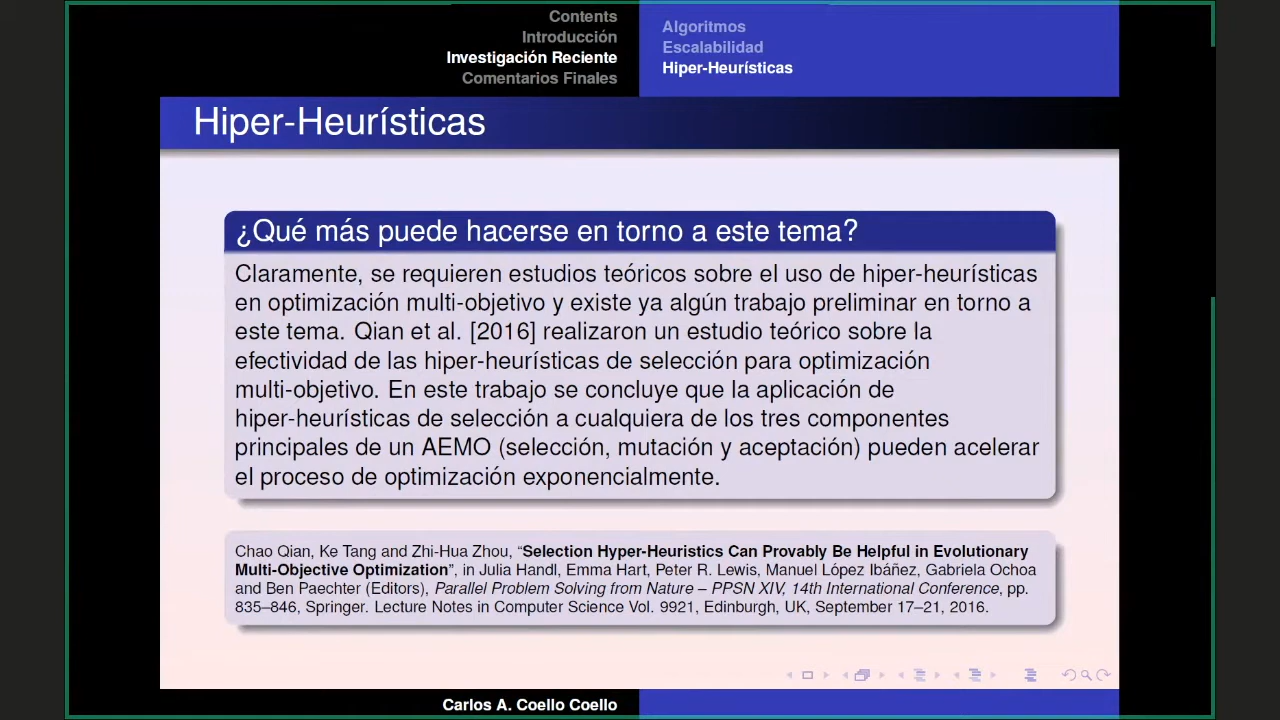 Contents
Introducción
Investigación Reciente
Comentarios Finales
Algoritmos
Escalabilidad
Hiper-Heurísticas
Hiper-Heurísticas
¿Qué más puede hacerse en torno a este tema?
Claramente, se requieren estudios teóricos sobre el uso de hiper-heurísticas
en optimización multi-objetivo y existe ya algún trabajo preliminar en torno a
este tema. Qian et al. [2016] realizaron un estudio teórico sobre la
efectividad de las hiper-heurísticas de selección para optimización
multi-objetivo. En este trabajo se concluye que la aplicación de
hiper-heurísticas de selección a cualquiera de los tres componentes
principales de un AEMO (selección, mutación y aceptación) pueden acelerar
el proceso de optimización exponencialmente.
Chao Qian, Ke Tang and Zhi-Hua Zhou, “Selection Hyper-Heuristics Can Provably Be Helpful in Evolutionary
Multi-Objective Optimization”, in Julia Handl, Emma Hart, Peter R. Lewis, Manuel López Ibáñez, Gabriela Ochoa
and Ben Paechter (Editors), Parallel Problem Solving from Nature – PPSN XIV, 14th International Conference, pp.
835–846, Springer. Lecture Notes in Computer Science Vol. 9921, Edinburgh, UK, September 17–21, 2016.
Carlos A. Coello Coello